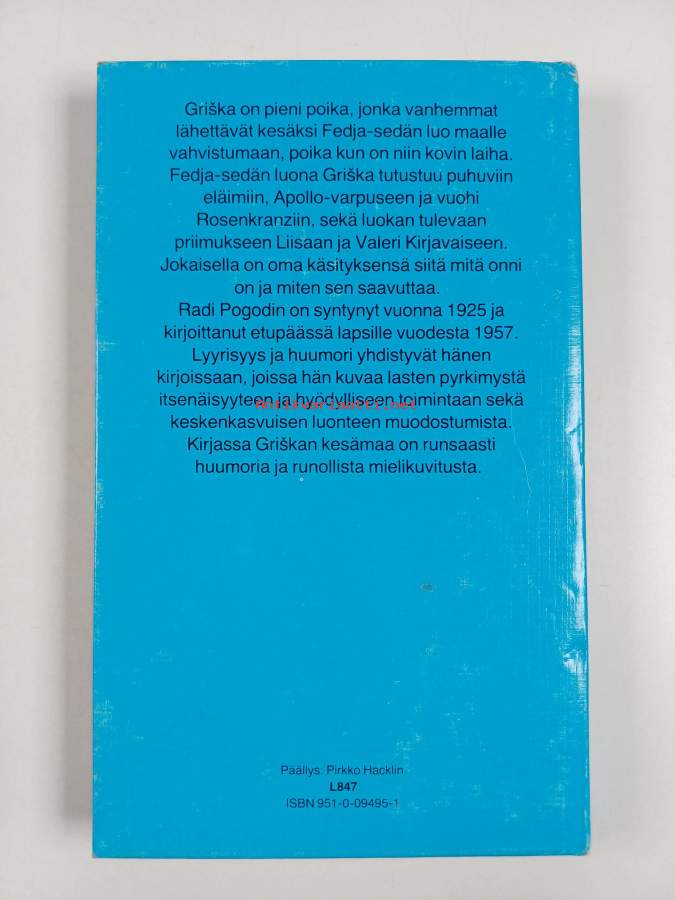 Griška on pieni poika, jonka vanhemmat
lähettävät kesäksi Fedja-sedän luo maalle
vahvistumaan, poika kun on niin kovin laiha.
Fedja-sedän luona Griška tutustuu puhuviin
eläimiin, Apollo-varpuseen ja vuohi
Rosenkranziin, sekä luokan tulevaan
priimukseen Liisaan ja Valeri Kirjavaiseen.
Jokaisella on oma käsityksensä siitä mitä onni
on ja miten sen saavuttaa.
Radi Pogodin on syntynyt vuonna 1925 ja
kirjoittanut etupäässä lapsille vuodesta 1957.
Lyyrisyys ja huumori yhdistyvät hänen
kirjoissaan, joissa hän kuvaa lasten pyrkimystä
itsenäisyyteen ja hyödylliseen toimintaan sekä
Antikvariaatti.net
keskenkasvuisen luonteen muodostumista.
Kirjassa Griškan kesämaa on runsaasti
huumoria ja runollista mielikuvitusta.
Päällys: Pirkko Hacklin
L847
ISBN 951-0-09495-1